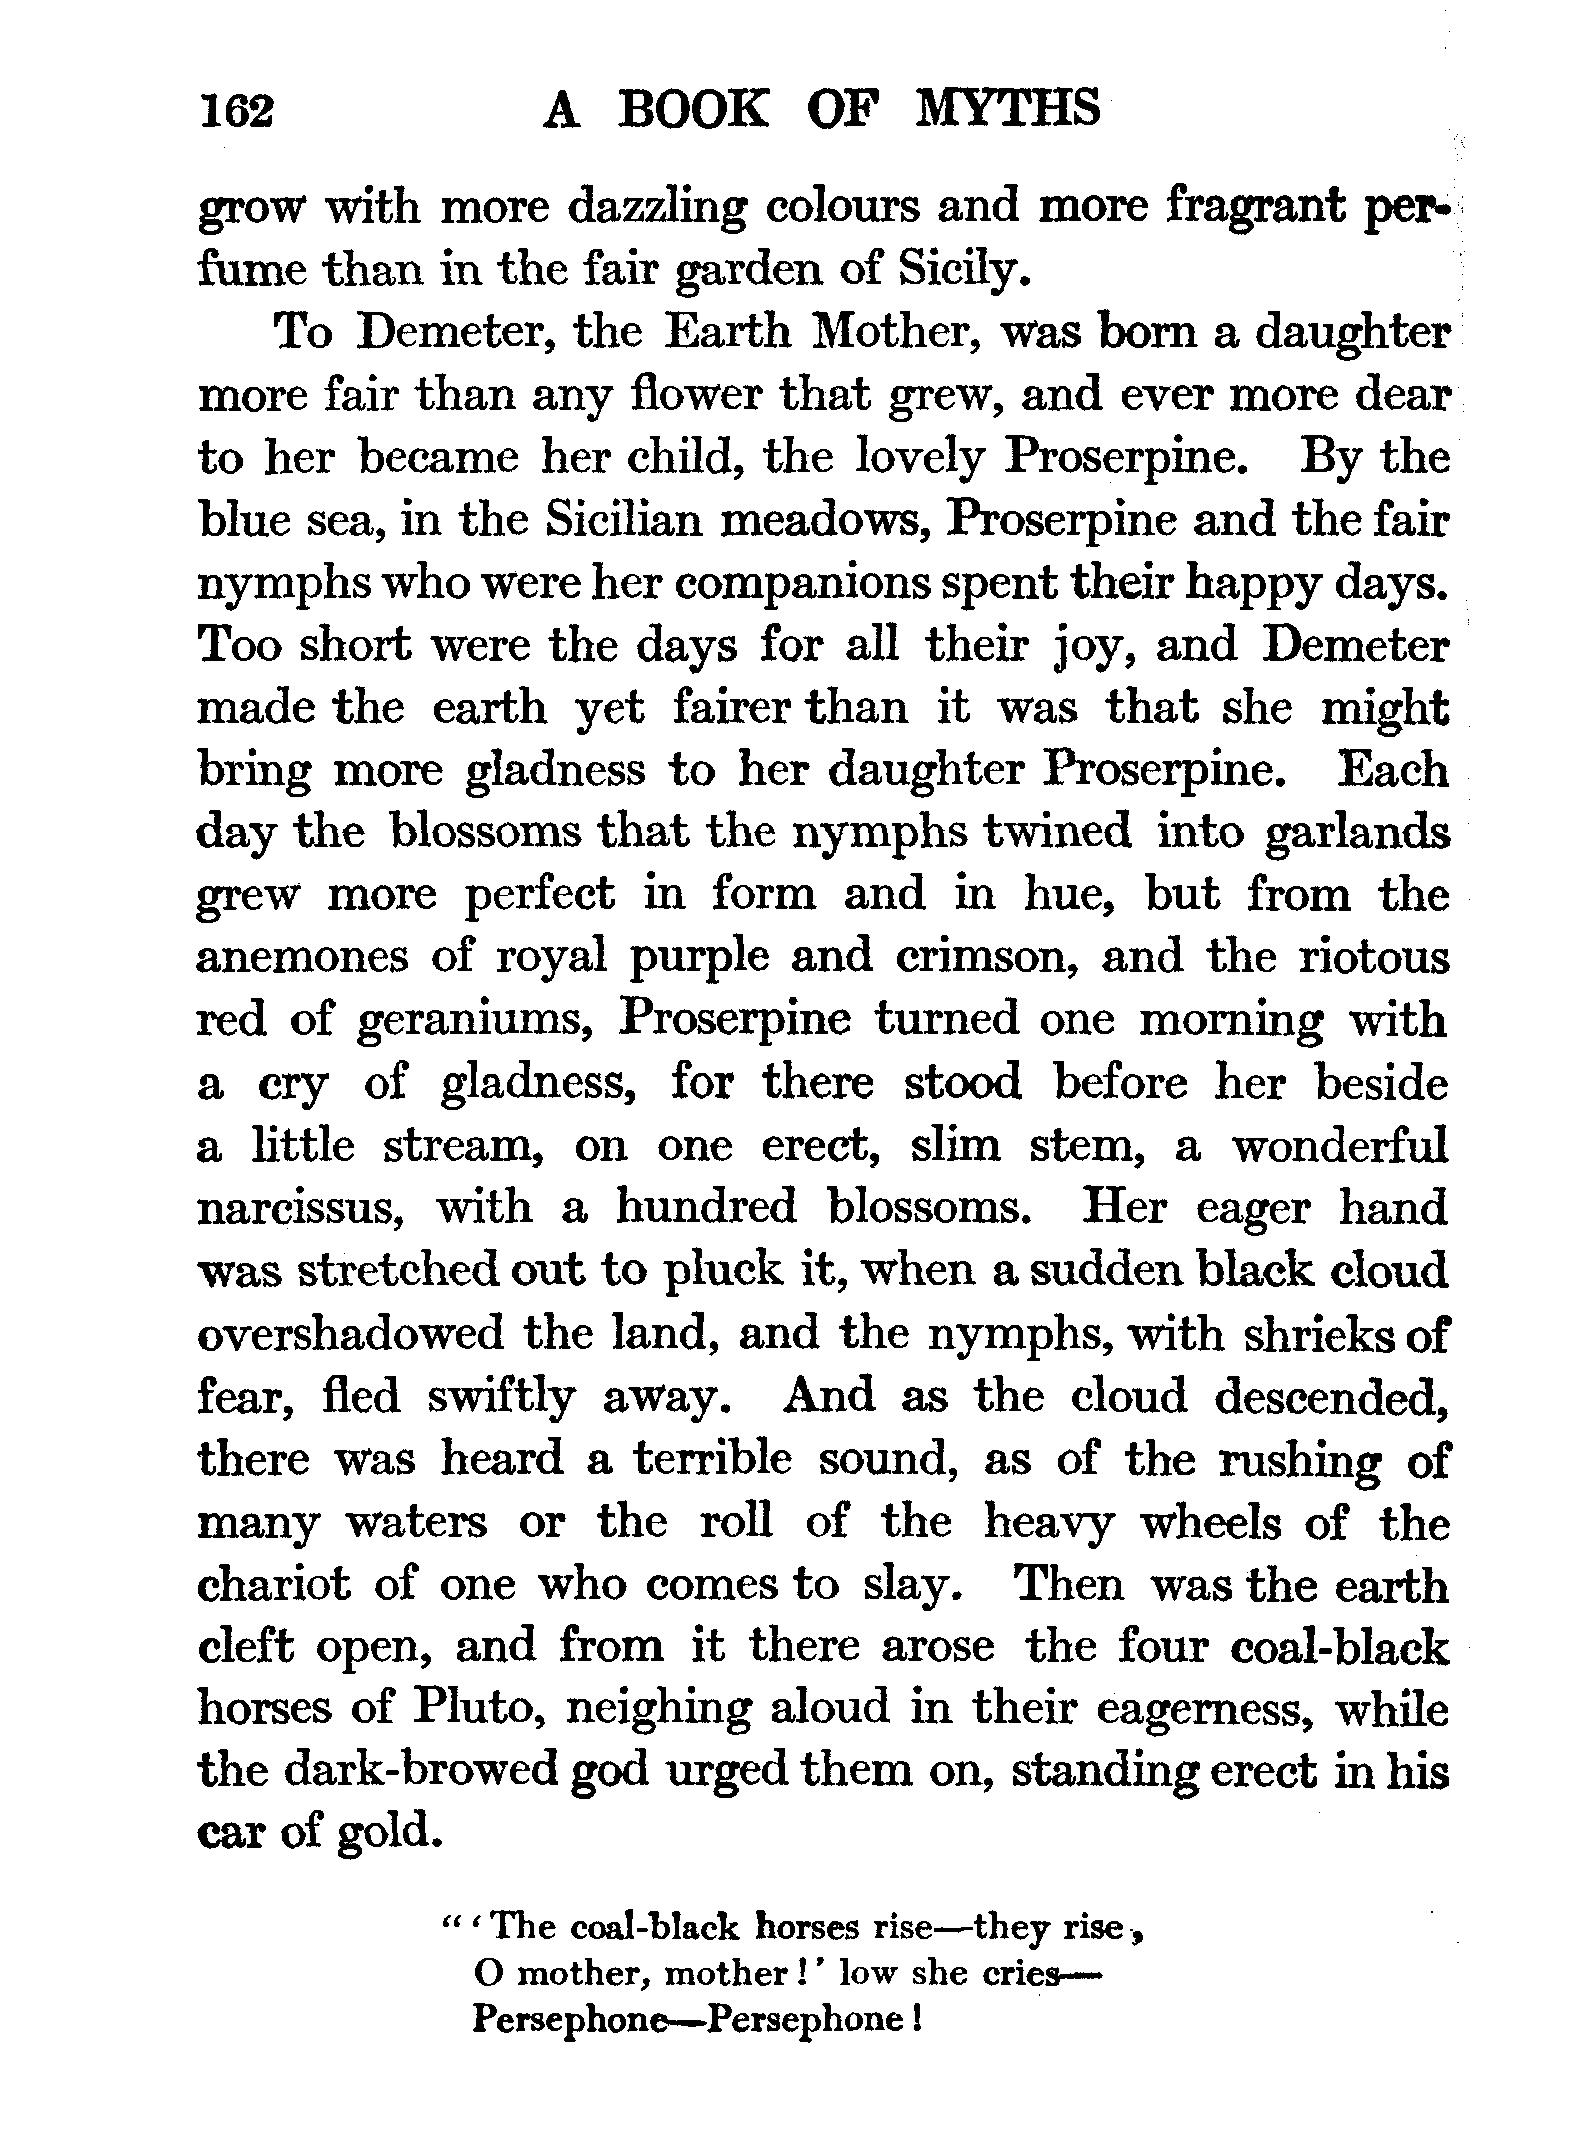 162 A BOOK OF MYTHS
grow with more dazzling colours and more fragrant per-
fume than in the fair garden of Sicily.
To Demeter, the Earth Mother, was born a daughter
more fair than any flower that grew, and ever more dear
to her became her child, the lovely Proserpine. By the
blue sea, in the Sicilian meadows, Proserpine and the fair
nymphs who were her companions spent their happy days.
Too short were the days for all their joy, and Demeter
made the earth yet fairer than it was that she might
bring more gladness to her daughter Proserpine. Each
day the blossoms that the nymphs twined into garlands
grew more perfect in form and in hue, but from the
anemones of royal purple and crimson, and the riotous
red of geraniums, Proserpine turned one morning with
a cry of gladness, for there stood before her beside
a little stream, on one erect, slim stem, a wonderful
narcissus, with a hundred blossoms. Her eager hand
was stretched out to pluck it, when a sudden black cloud
overshadowed the land, and the nymphs, with shrieks of
fear, fled swiftly away. And as the cloud descended,
there was heard a terrible sound, as of the rushing of
many waters or the roll of the heavy wheels of the
chariot of one who comes to slay. Then was the earth
cleft open, and from it there arose the four coal-black
horses of Pluto, neighing aloud in their eagerness, while
the dark-browed god urged them on, standing erect in his
car of gold.
“‘The coal-black horses rise—they rise,
O mother, mother!’ low she cries—
Persephone—Persephone!